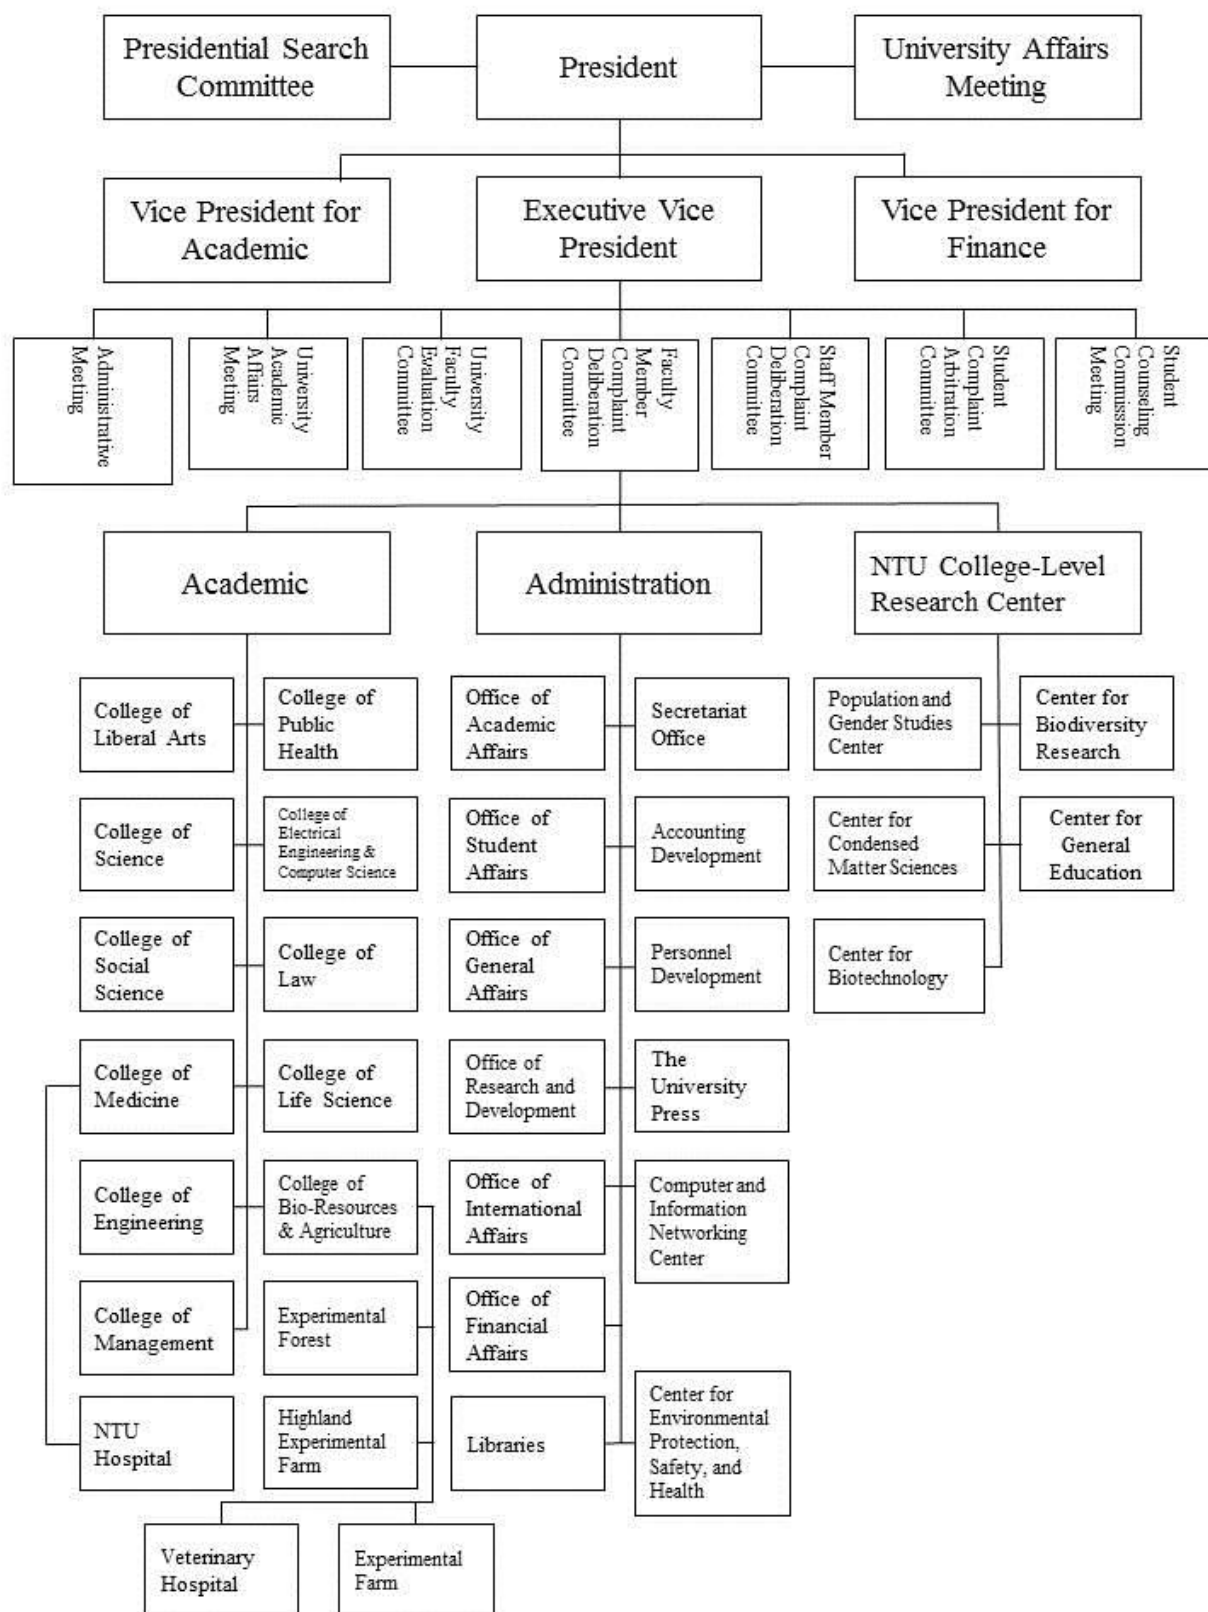 Presidential Search
Committee
President
University Affairs
Meeting
Vice President for
Academic
Executive Vice
President
Vice President for
Finance
Administrative
Meeting
University
Academic
Affairs
Meeting
University
Faculty
Evaluation
Committee
Faculty
Member
Complaint
Deliberation
Committee
Staff Member
Complaint
Deliberation
Committee
Student
Complaint
Arbitration
Committee
Student
Counseling
Commission
Meeting
Academic
Administration
NTU College-Level
Research Center
College of
Liberal Arts
College of
Public
Health
Office of
Academic
Affairs
Secretariat
Office
Population and
Gender Studies
Center
Center for
Biodiversity
Research
College of
Science
College of
Electrical
Engineering &
Computer Science
Office of
Student
Affairs
Accounting
Development
Center for
Condensed
Matter Sciences
Center for
General
Education
College of
Social
Science
College of
Law
Office of
General
Affairs
Personnel
Development
Center for
Biotechnology
College of
Medicine
College of
Life Science
Office of
Research and
Development
The
University
Press
College of
Engineering
College of
Bio-Resources
& Agriculture
Office of
International
Affairs
Computer and
Information
Networking
Center
College of
Management
Experimental
Forest
Office of
Financial
Affairs
NTU
Hospital
Highland
Experimental
Farm
Libraries
Center for
Environmental
Protection,
Safety, and
Health
Veterinary
Hospital
Experimental
Farm